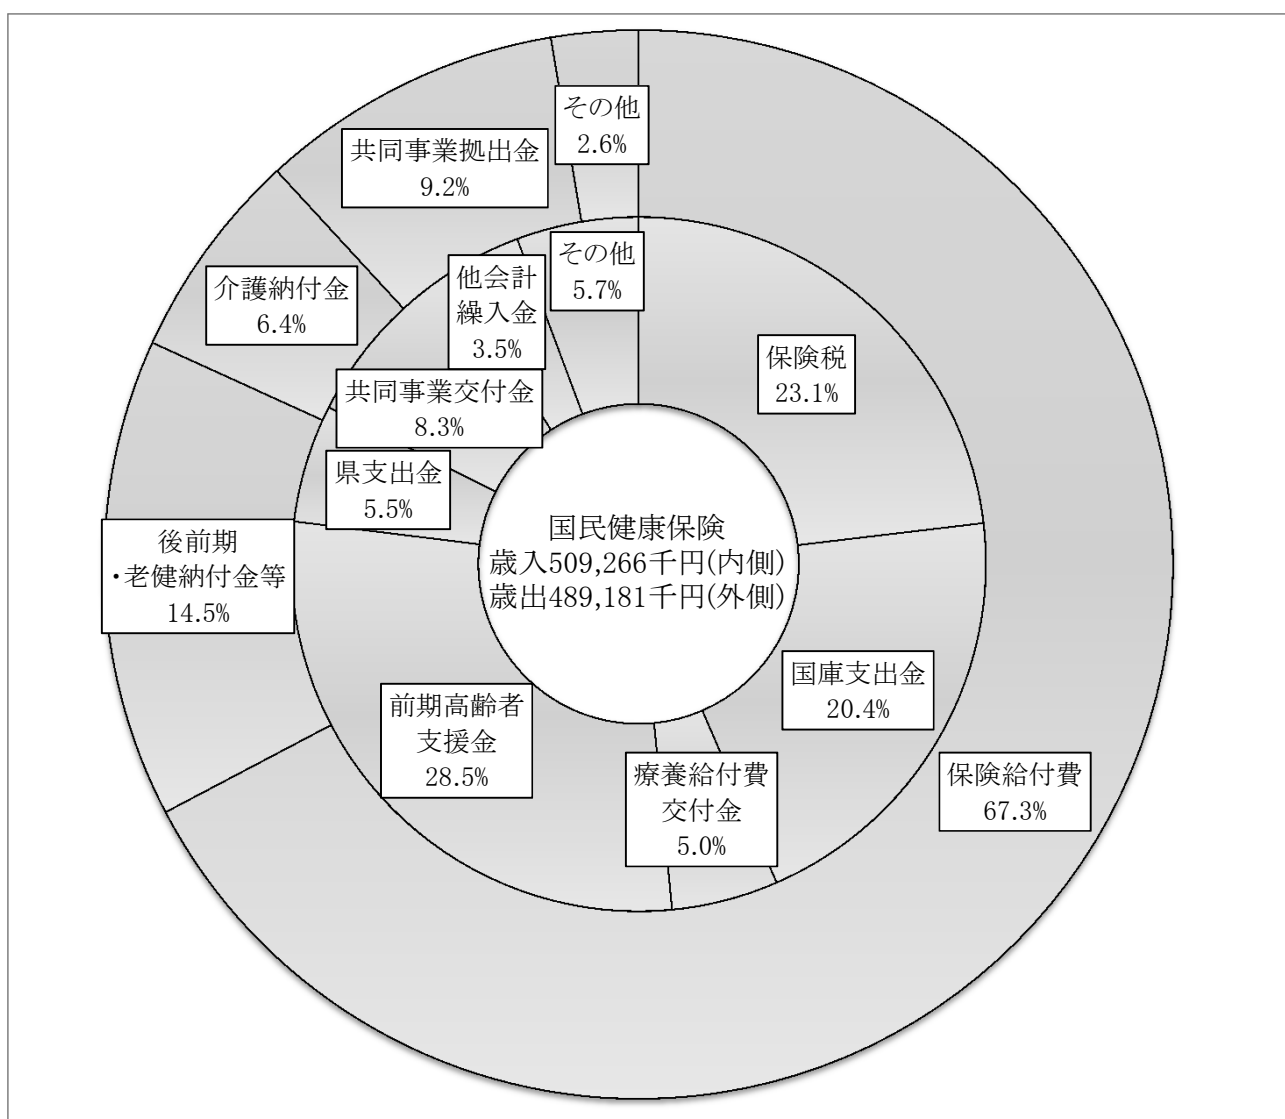 その他
2.6%
共同事業拠出金
9.2%
その他
5.7%
他会計
繰入金
3.5%
介護納付金
6.4%
保険税
23.1%
共同事業交付金
8.3%
県支出金
5.5%
後前期
・老健納付金等
14.5%
国民健康保険
歳入509,266千円(内側)
歳出489,181千円(外側)
国庫支出金
20.4%
前期高齢者
支援金
28.5%
療養給付費
交付金
5.0%
保険給付費
67.3%